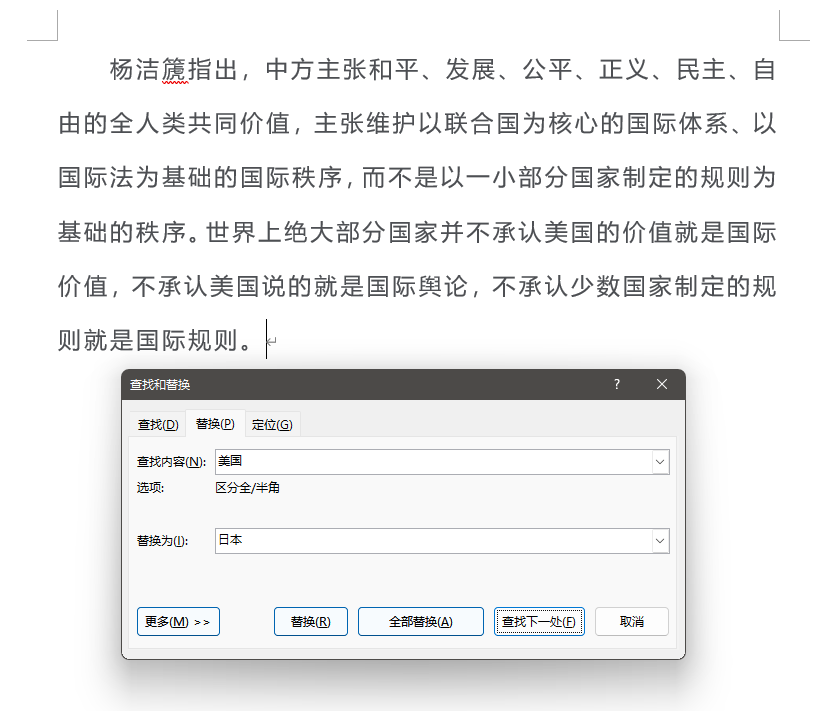 杨洁篪指出，中方主张和平、发展、公平、正义、民主、自
由的全人类共同价值，主张维护以联合国为核心的国际体系、以
国际法为基础的国际秩序，而不是以一小部分国家制定的规则为
基础的秩序。世界上绝大部分国家并不承认美国的价值就是国际
价值，不承认美国说的就是国际舆论，不承认少数国家制定的规
则就是国际规则。
查找和替换
查找(D) 替换(P) 定位(G)
查找内容(N): 美国
选项: 区分全/半角
替换为(I): 日本
更多(M) >> 替换(R) 全部替换(A) 查找下一处(F) 取消